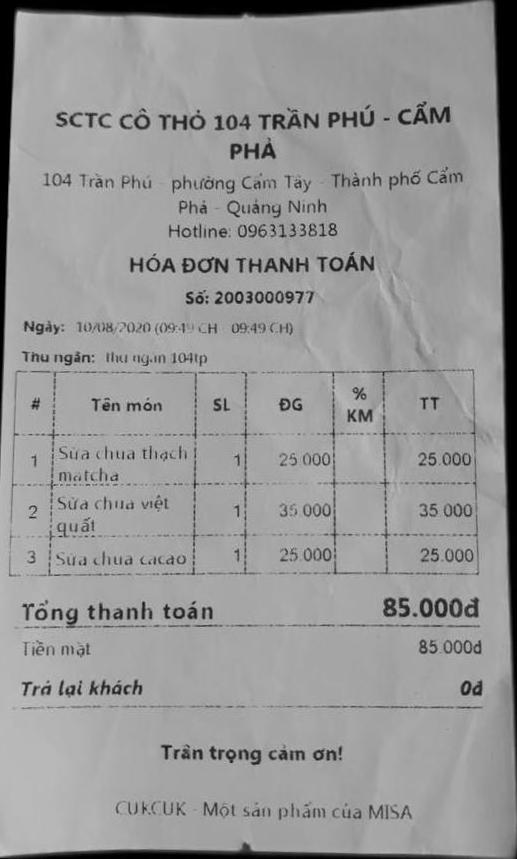 SCTC CÔ THỎ 104 TRẦN PHÚ - CẨM
PHẢ
104 Trần Phú - phường Cẩm Tây - Thành phố Cẩm
Phả - Quảng Ninh
Hotline: 0963133818
HÓA ĐƠN THANH TOÁN
Số: 2003000977
Ngày: 10/08/2020 (09:49 CH - 09:49 CH)
Thu ngân: thu ngan 104tp
# Tên món SL ĐG % KM TT
1 Sữa chua thạch matcha 1 25.000 25.000
2 Sữa chua việt quất 1 35.000 35.000
3 Sữa chua cacao 1 25.000 25.000
Tổng thanh toán 85.000đ
Tiền mặt 85.000đ
Trả lại khách 0đ
Trân trọng cảm ơn!
CUKCUK - Một sản phẩm của MISA